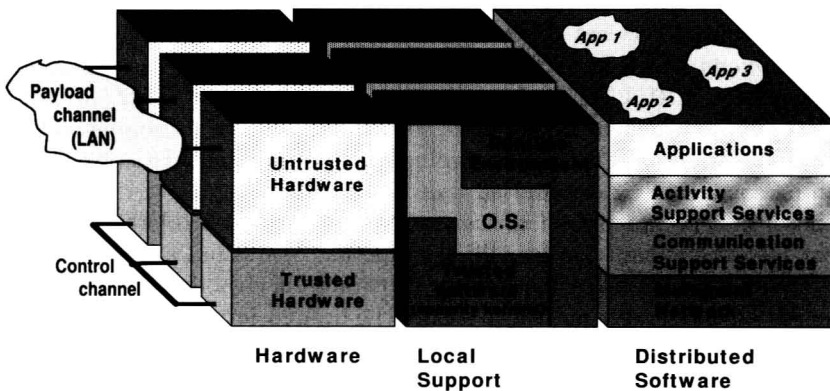 App 1
App 3
App 2
Payload
channel
(LAN)
Untrusted
Hardware
Applications
Activity
Support Services
O.S.
Communication
Support Services
Trusted
Hardware
Trusted
Control
channel
Hardware
Local
Support
Distributed
Software